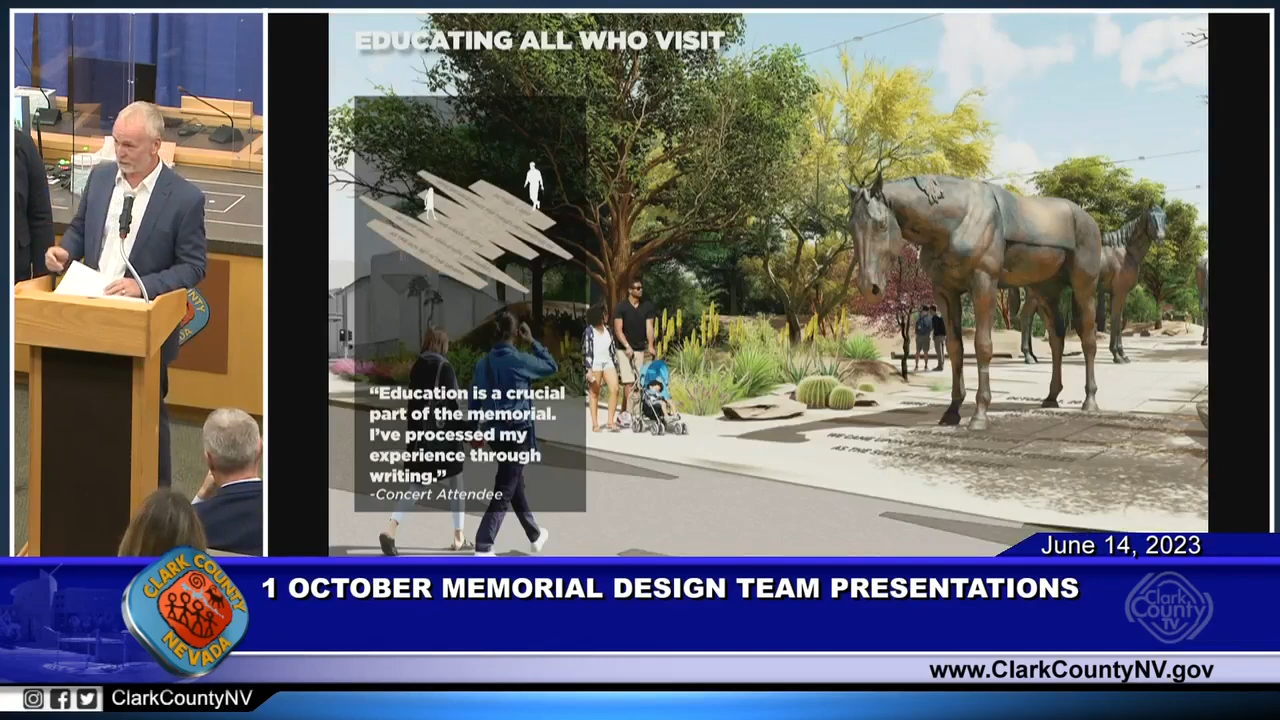 EDUCATING ALL WHO VISIT
“Education is a crucial
part of the memorial.
I’ve processed my
experience through
writing.”
-Concert Attendee
June 14, 2023
1 OCTOBER MEMORIAL DESIGN TEAM PRESENTATIONS
CLARK COUNTY
NEVADA
Clark
County
TV
www.ClarkCountyNV.gov
ClarkCountyNV